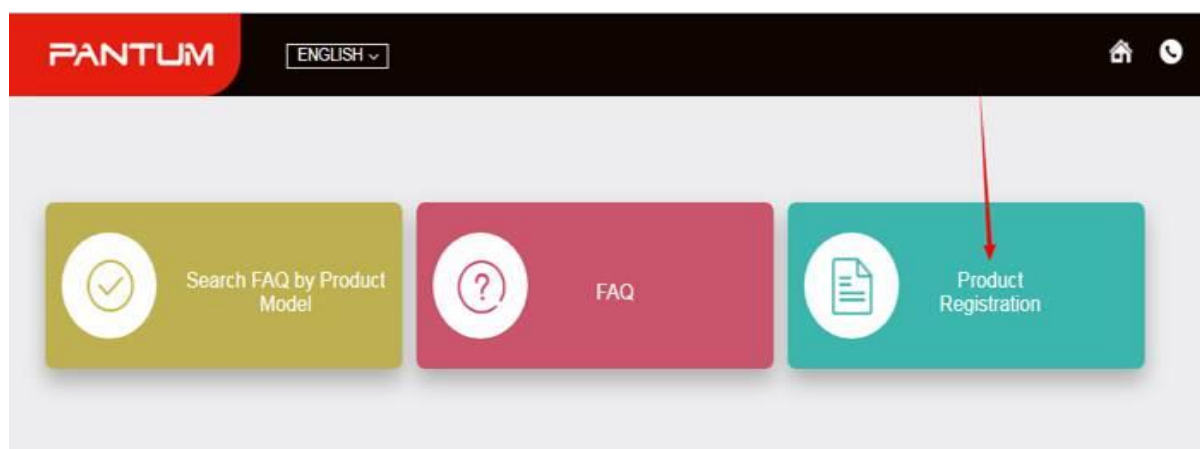 PANTUM
ENGLISH
Search FAQ by Product
Model
FAQ
Product
Registration